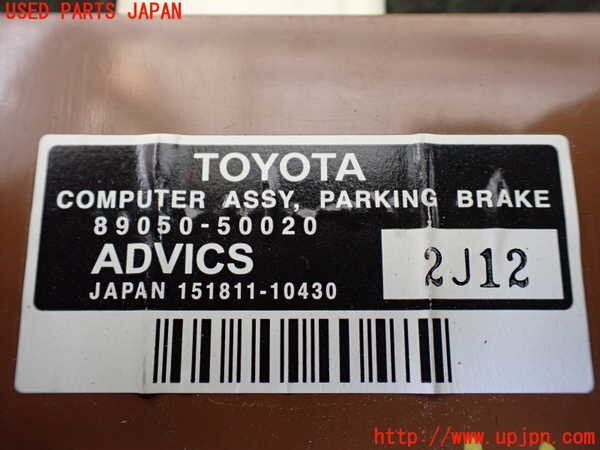 USED PARTS JAPAN
TOYOTA
COMPUTER ASSY, PARKING BRAKE
89050-50020
ADVICS
2J12
JAPAN 151811-10430
http://www.upjpn.com/